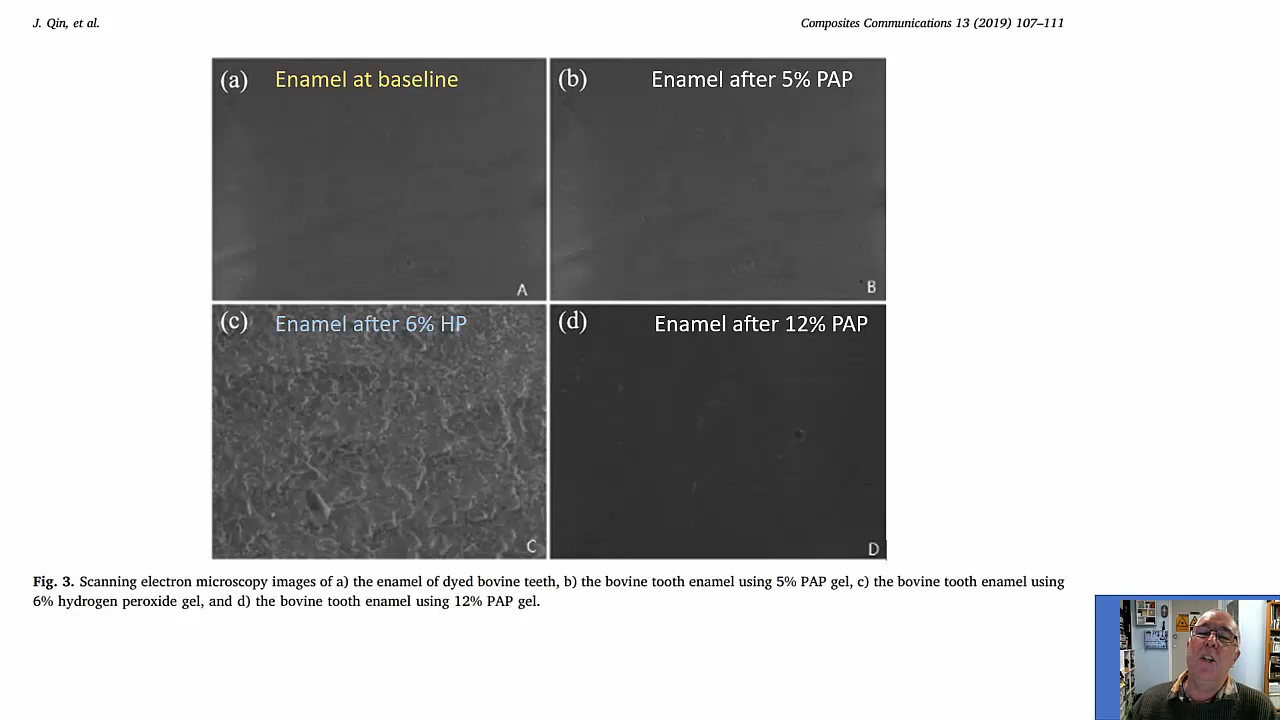 J. Qin, et al.
Composites Communications 13 (2019) 107–111
(a) Enamel at baseline
(b) Enamel after 5% PAP
A
B
(c) Enamel after 6% HP
(d) Enamel after 12% PAP
C
D
Fig. 3. Scanning electron microscopy images of a) the enamel of dyed bovine teeth, b) the bovine tooth enamel using 5% PAP gel, c) the bovine tooth enamel using
6% hydrogen peroxide gel, and d) the bovine tooth enamel using 12% PAP gel.